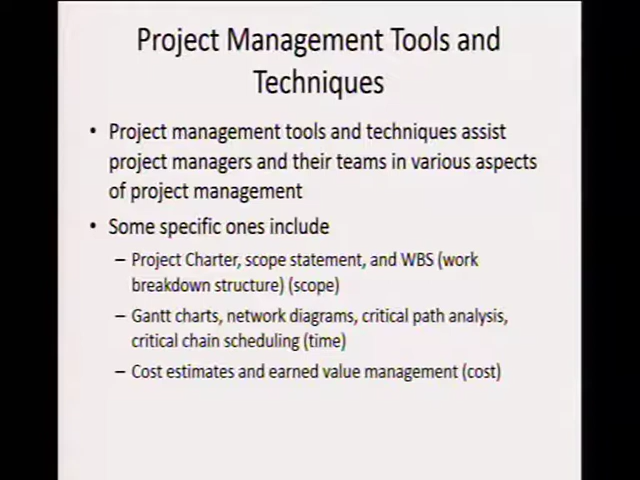 Project Management Tools and
Techniques
• Project management tools and techniques assist
project managers and their teams in various aspects
of project management
• Some specific ones include
– Project Charter, scope statement, and WBS (work
breakdown structure) (scope)
– Gantt charts, network diagrams, critical path analysis,
critical chain scheduling (time)
– Cost estimates and earned value management (cost)